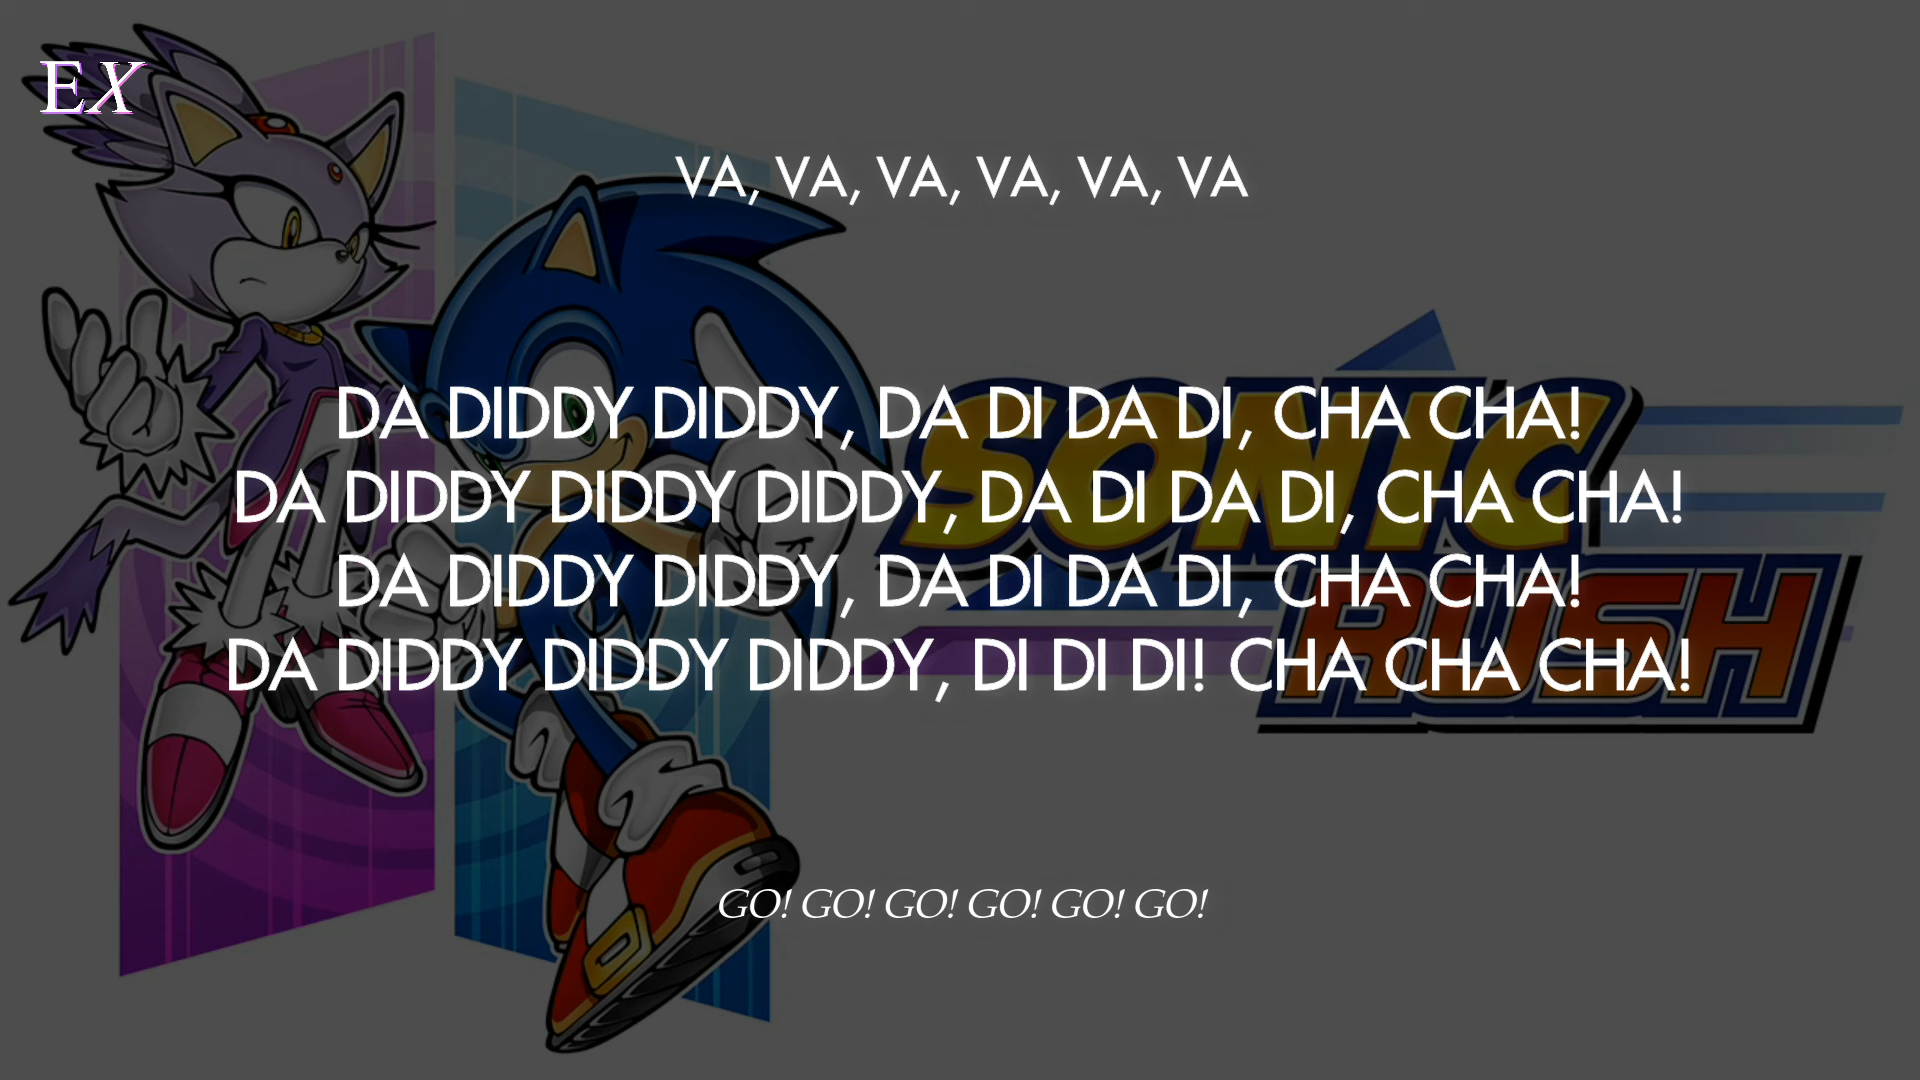 EX
VA, VA, VA, VA, VA, VA
DA DIDDY DIDDY, DA DI DA DI, CHA CHA!
DA DIDDY DIDDY DIDDY, DA DI DA DI, CHA CHA!
DA DIDDY DIDDY, DA DI DA DI, CHA CHA!
DA DIDDY DIDDY DIDDY, DI DI DI! CHA CHA CHA!
SONIC
RUSH
GO! GO! GO! GO! GO! GO!